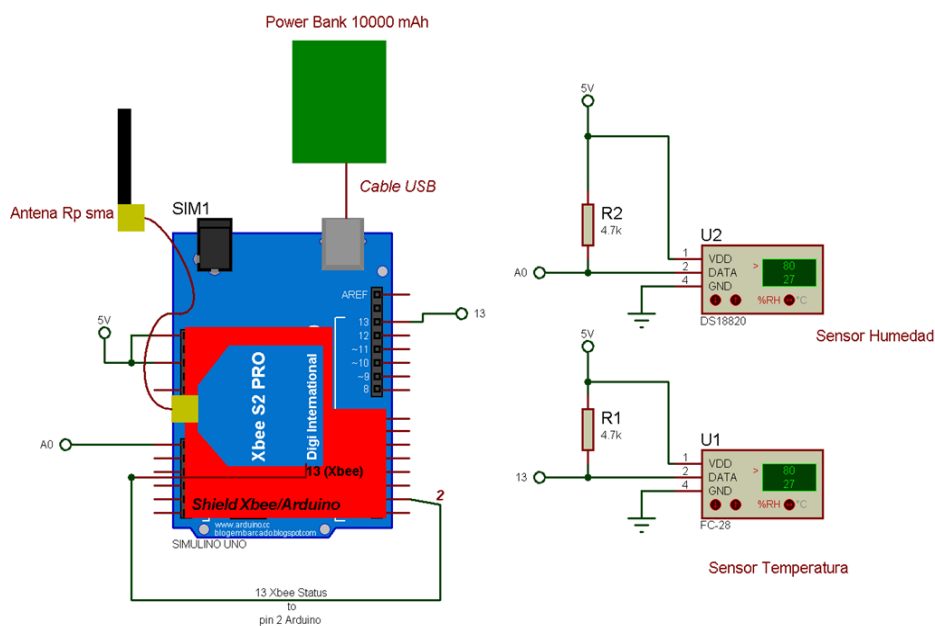 Power Bank 10000 mAh
Cable USB
Antena Rp sma
SIM1
AREF
13
12
~11
~10
~9
8
13
5V
A0
Xbee S2 PRO
Digi International
13 (Xbee)
Shield Xbee/Arduino
2
www.arduino.cc
blogembarcado.blogspot.com
SIMULINO UNO
13 Xbee Status
to
pin 2 Arduino
5V
R2
4.7k
A0
U2
1
2
4
VDD
DATA
GND
>
80
27
%RH
°C
DS18820
Sensor Humedad
5V
R1
4.7k
13
U1
1
2
4
VDD
DATA
GND
>
80
27
%RH
°C
FC-28
Sensor Temperatura